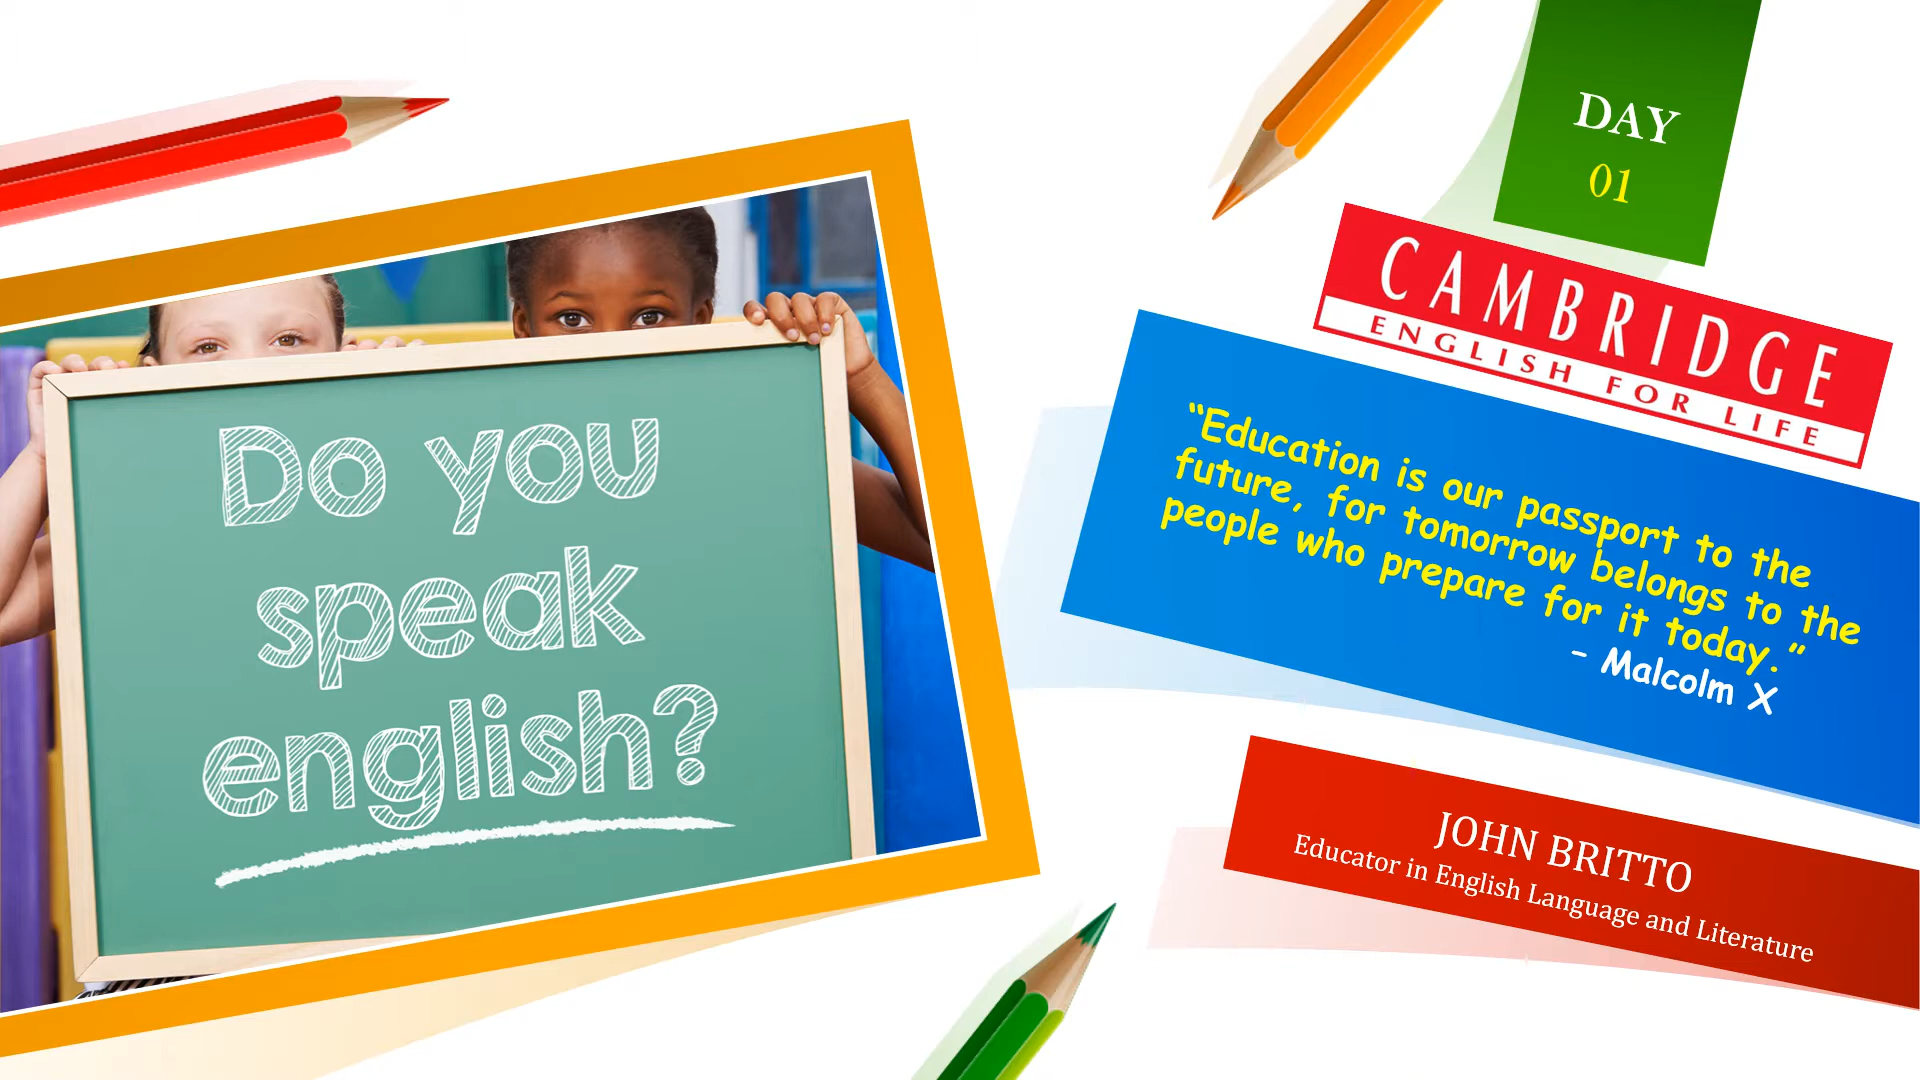 Do you
speak
english?
DAY
01
CAMBRIDGE
ENGLISH FOR LIFE
“Education is our passport to the
future, for tomorrow belongs to the
people who prepare for it today.”
– Malcolm X
JOHN BRITTO
Educator in English Language and Literature